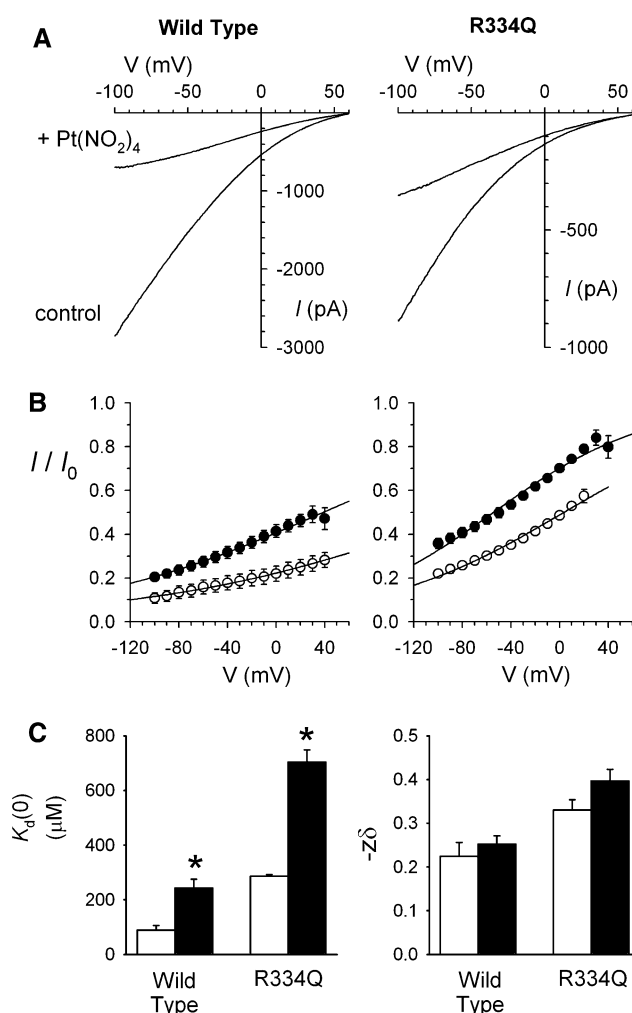 Wild Type R334Q
A
V (mV) V (mV)
-100 -50 0 50 -100 -50 0 50
+ Pt(NO2)4
-1000
-500
-2000
control I (pA) I (pA)
-3000 -1000
B
1.0 1.0
I / I0
0.8 0.8
0.6 0.6
0.4 0.4
0.2 0.2
0.0 0.0
-120 -80 -40 0 40 -120 -80 -40 0 40
V (mV) V (mV)
C
800 0.5
* 
600 0.4
Kd(0)
(μM)
-zδ
0.3
400
* 
0.2
200
0.1
0 0.0
Wild Type R334Q Wild Type R334Q